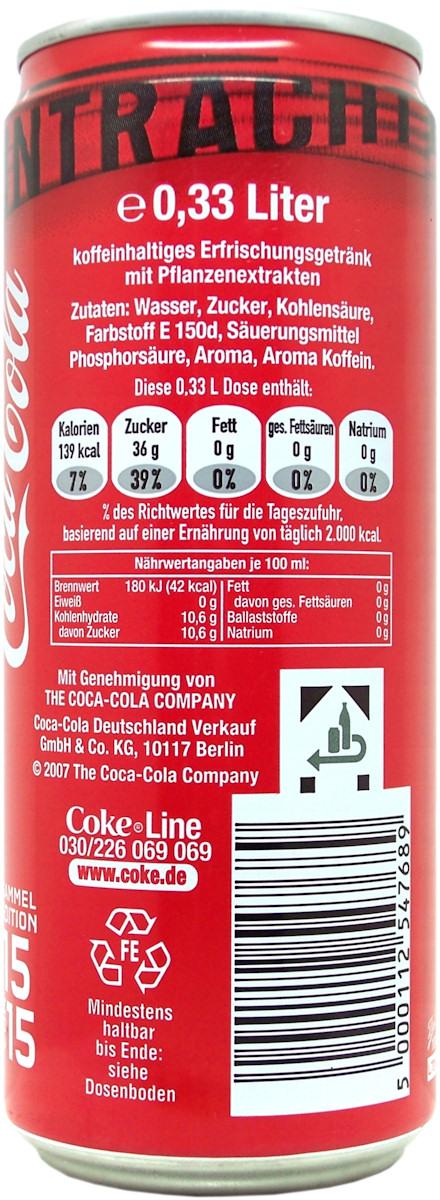 NTRACHT
e 0,33 Liter
koffeinhaltiges Erfrischungsgetränk
mit Pflanzenextrakten
Zutaten: Wasser, Zucker, Kohlensäure,
Farbstoff E 150d, Säuerungsmittel
Phosphorsäure, Aroma, Aroma Koffein.
Diese 0,33 L Dose enthält:
Kalorien Zucker Fett ges. Fettsäuren Natrium
139 kcal 36 g 0 g 0 g 0 g
7% 39% 0% 0% 0%
% des Richtwertes für die Tageszufuhr,
basierend auf einer Ernährung von täglich 2.000 kcal.
Nährwertangaben je 100 ml:
Brennwert 180 kJ (42 kcal) Fett 0 g
Eiweiß 0 g davon ges. Fettsäuren 0 g
Kohlenhydrate 10,6 g Ballaststoffe 0 g
davon Zucker 10,6 g Natrium 0 g
Mit Genehmigung von
THE COCA-COLA COMPANY
Coca-Cola Deutschland Verkauf
GmbH & Co. KG, 10117 Berlin
© 2007 The Coca-Cola Company
Coke® Line
030/226 069 069
www.coke.de
FE
Mindestens
haltbar
bis Ende:
siehe
Dosenboden
5 000112 547689
Coca-Cola
AMMEL
DITION
15
15